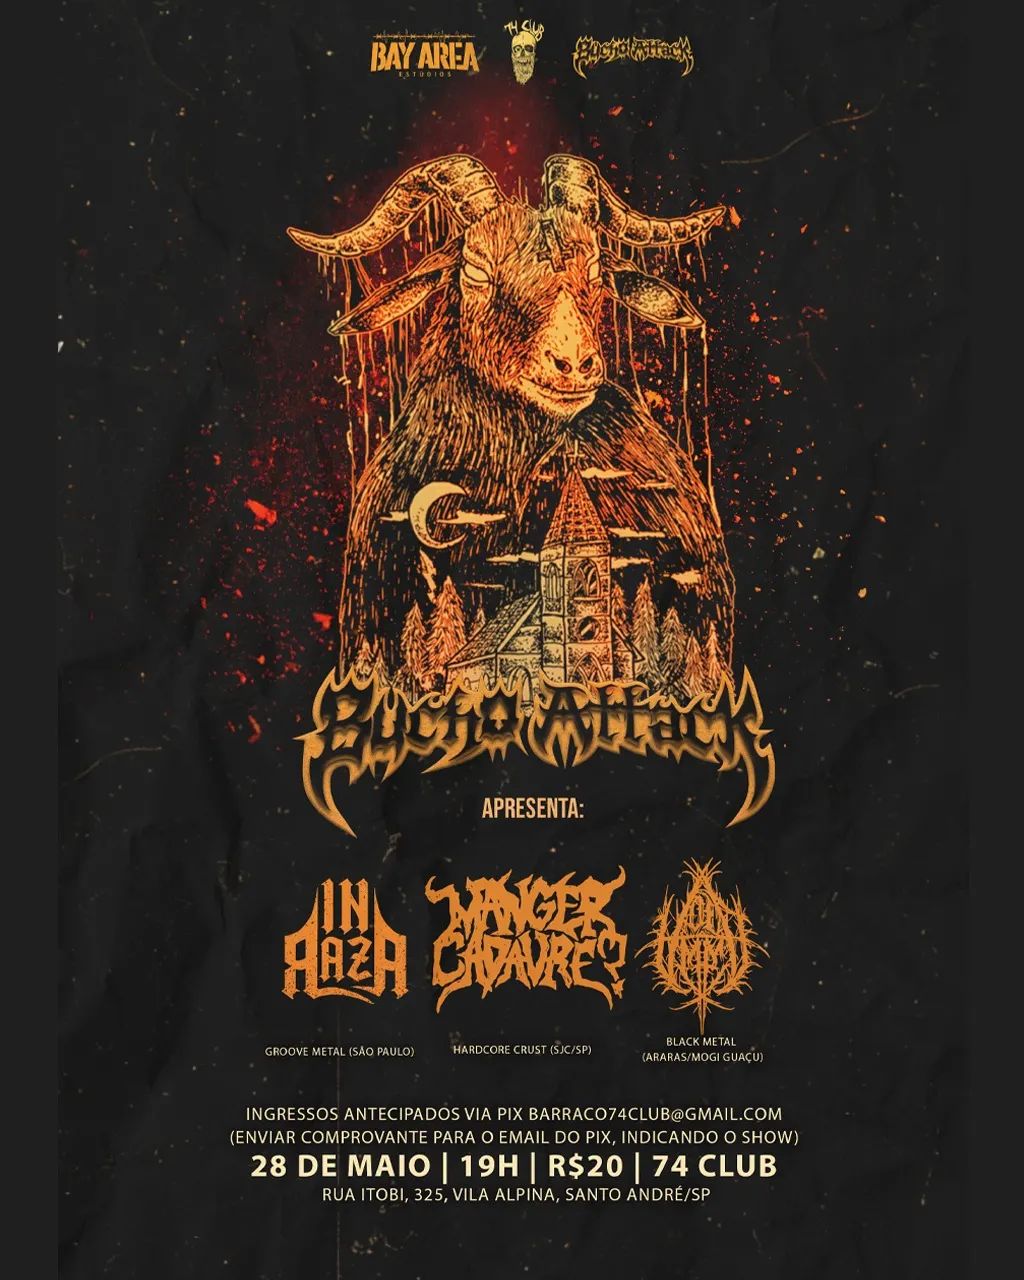 BAY AREA
ESTÚDIOS
74 CLUB
Bucho Attack
Bucho Attack
APRESENTA:
IN
RAZA
MANGER
CADAVRE?
GROOVE METAL (SÃO PAULO)
HARDCORE CRUST (SJC/SP)
BLACK METAL
(ARARAS/MOGI GUAÇU)
INGRESSOS ANTECIPADOS VIA PIX BARRACO74CLUB@GMAIL.COM
(ENVIAR COMPROVANTE PARA O EMAIL DO PIX, INDICANDO O SHOW)
28 DE MAIO | 19H | R$20 | 74 CLUB
RUA ITOBI, 325, VILA ALPINA, SANTO ANDRÉ/SP